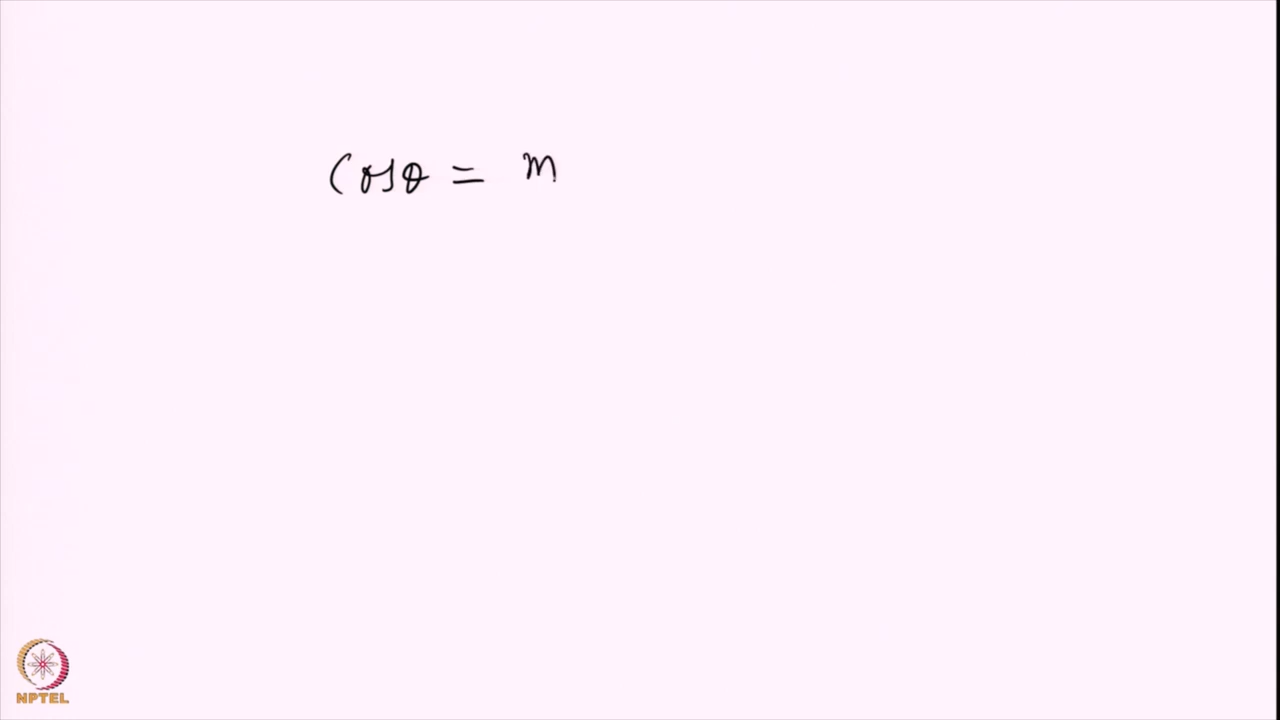 cosθ = m
NPTEL